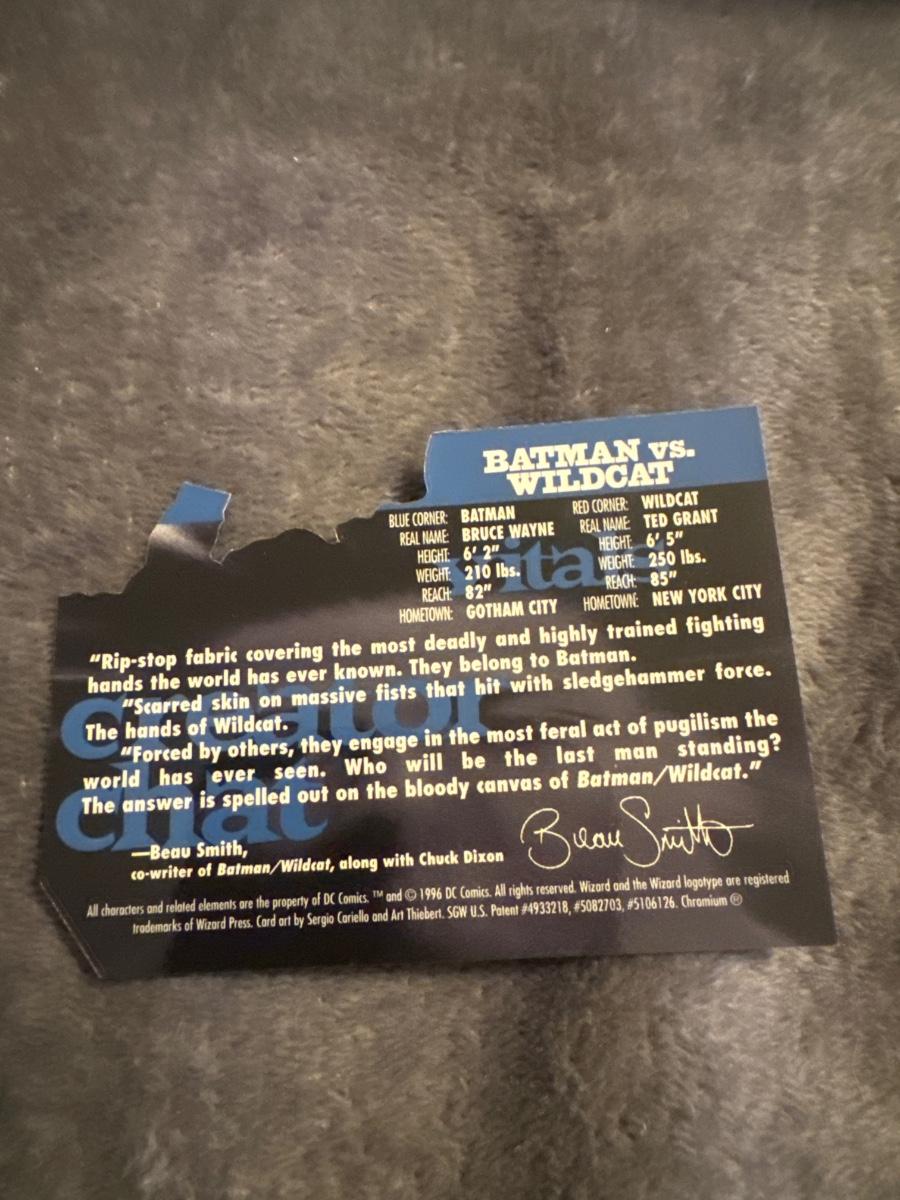 BATMAN vs.
WILDCAT
BLUE CORNER: BATMAN
REAL NAME: BRUCE WAYNE
HEIGHT: 6' 2"
WEIGHT: 210 lbs.
REACH: 82"
HOMETOWN: GOTHAM CITY
RED CORNER: WILDCAT
REAL NAME: TED GRANT
HEIGHT: 6' 5"
WEIGHT: 250 lbs.
REACH: 85"
HOMETOWN: NEW YORK CITY
vitals
"Rip-stop fabric covering the most deadly and highly trained fighting
hands the world has ever known. They belong to Batman.
"Scarred skin on massive fists that hit with sledgehammer force.
The hands of Wildcat.
"Forced by others, they engage in the most feral act of pugilism the
world has ever seen. Who will be the last man standing?
The answer is spelled out on the bloody canvas of Batman/Wildcat."
creator
chat
—Beau Smith,
co-writer of Batman/Wildcat, along with Chuck Dixon
Beau Smith
All characters and related elements are the property of DC Comics. ™ and © 1996 DC Comics. All rights reserved. Wizard and the Wizard logotype are registered
trademarks of Wizard Press. Card art by Sergio Cariello and Art Thiebert. SGW U.S. Patent #4933218, #5082703, #5106126. Chromium ®